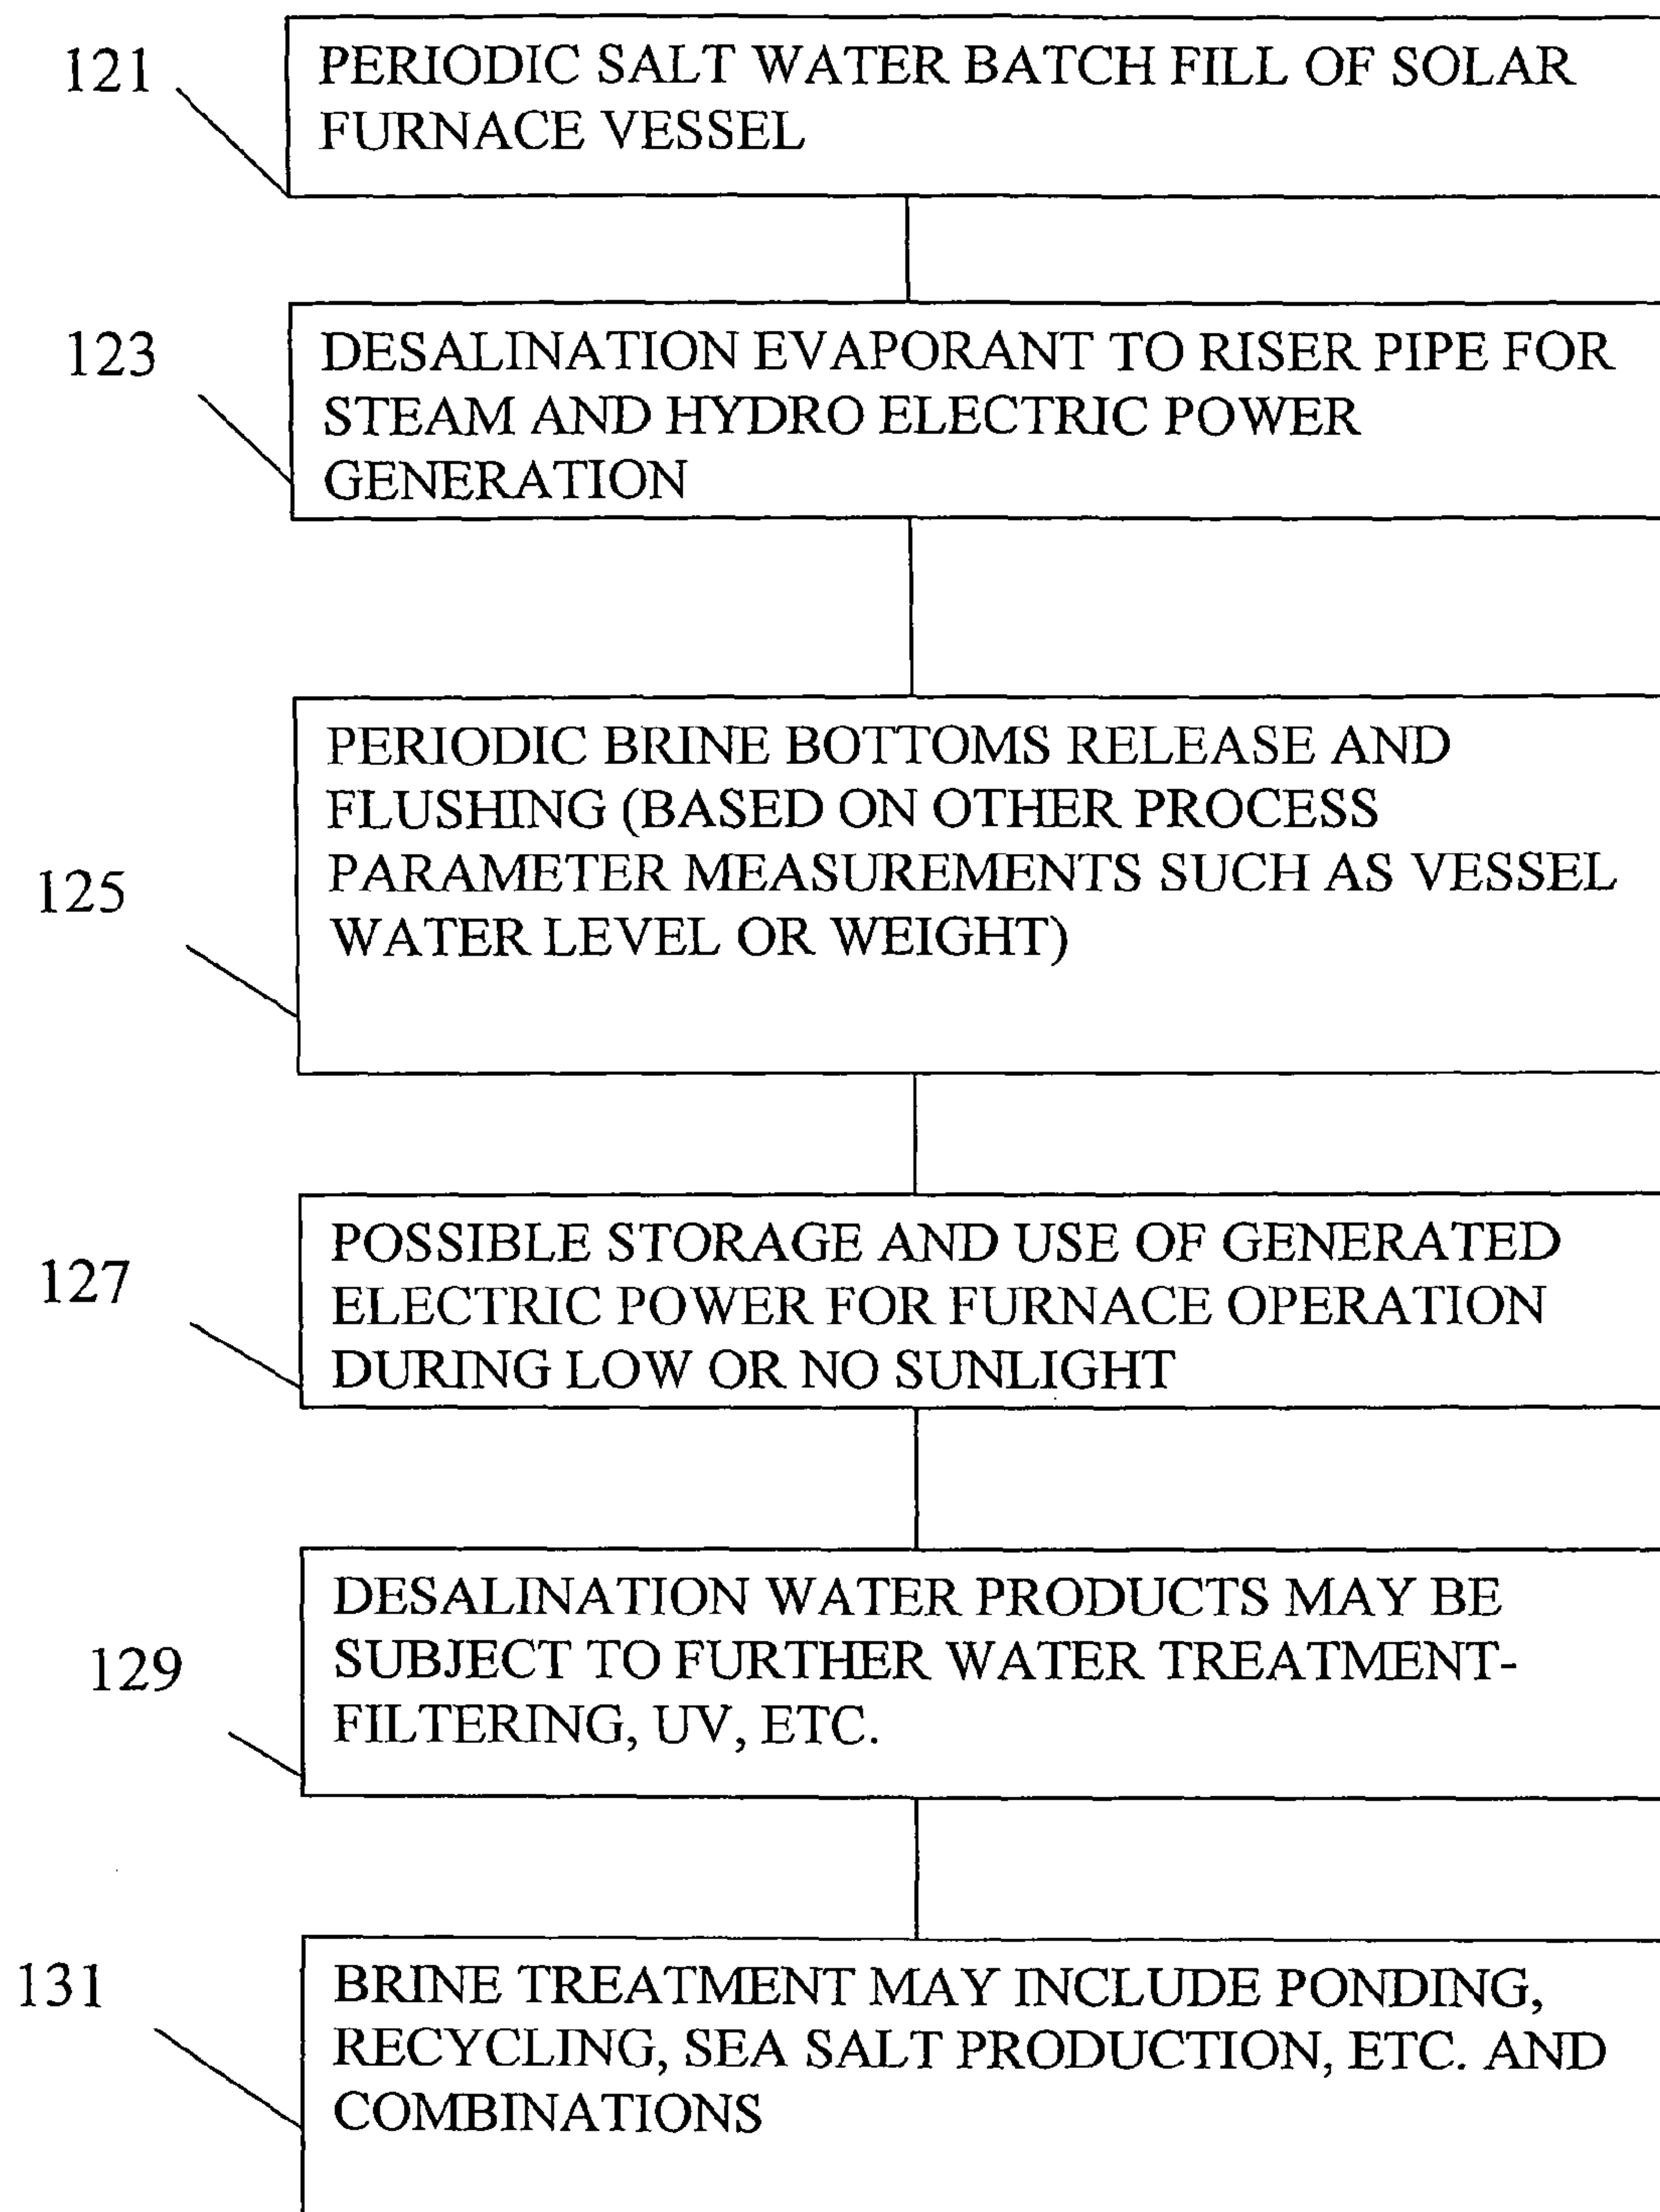 121
PERIODIC SALT WATER BATCH FILL OF SOLAR
FURNACE VESSEL
123
DESALINATION EVAPORANT TO RISER PIPE FOR
STEAM AND HYDRO ELECTRIC POWER
GENERATION
125
PERIODIC BRINE BOTTOMS RELEASE AND
FLUSHING (BASED ON OTHER PROCESS
PARAMETER MEASUREMENTS SUCH AS VESSEL
WATER LEVEL OR WEIGHT)
127
POSSIBLE STORAGE AND USE OF GENERATED
ELECTRIC POWER FOR FURNACE OPERATION
DURING LOW OR NO SUNLIGHT
129
DESALINATION WATER PRODUCTS MAY BE
SUBJECT TO FURTHER WATER TREATMENT-
FILTERING, UV, ETC.
131
BRINE TREATMENT MAY INCLUDE PONDING,
RECYCLING, SEA SALT PRODUCTION, ETC. AND
COMBINATIONS